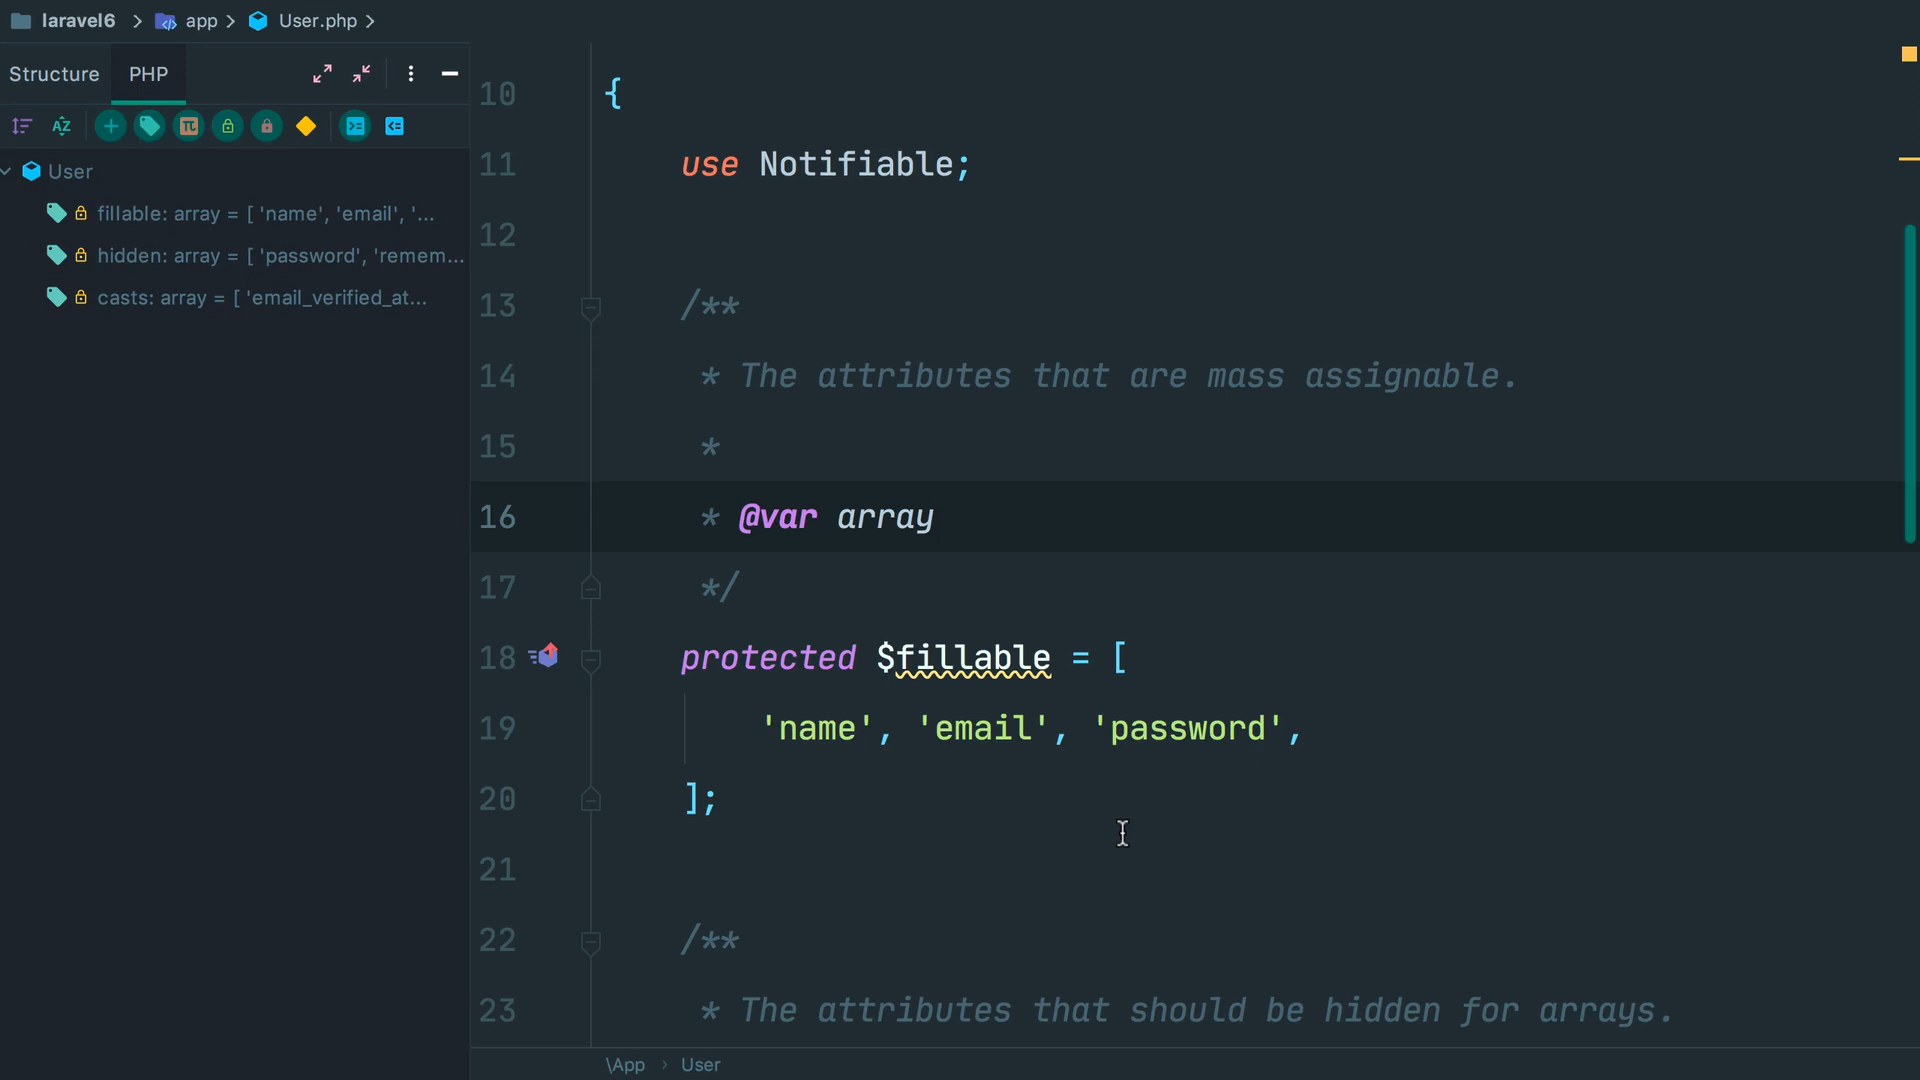 laravel6 > app > User.php >
Structure PHP
User
fillable: array = [ 'name', 'email', '...
hidden: array = [ 'password', 'remem...
casts: array = [ 'email_verified_at...
10 {
11 use Notifiable;
12
13 /**
14 * The attributes that are mass assignable.
15 *
16 * @var array
17 */
18 protected $fillable = [
19 'name', 'email', 'password',
20 ];
21
22 /**
23 * The attributes that should be hidden for arrays.
\App > User